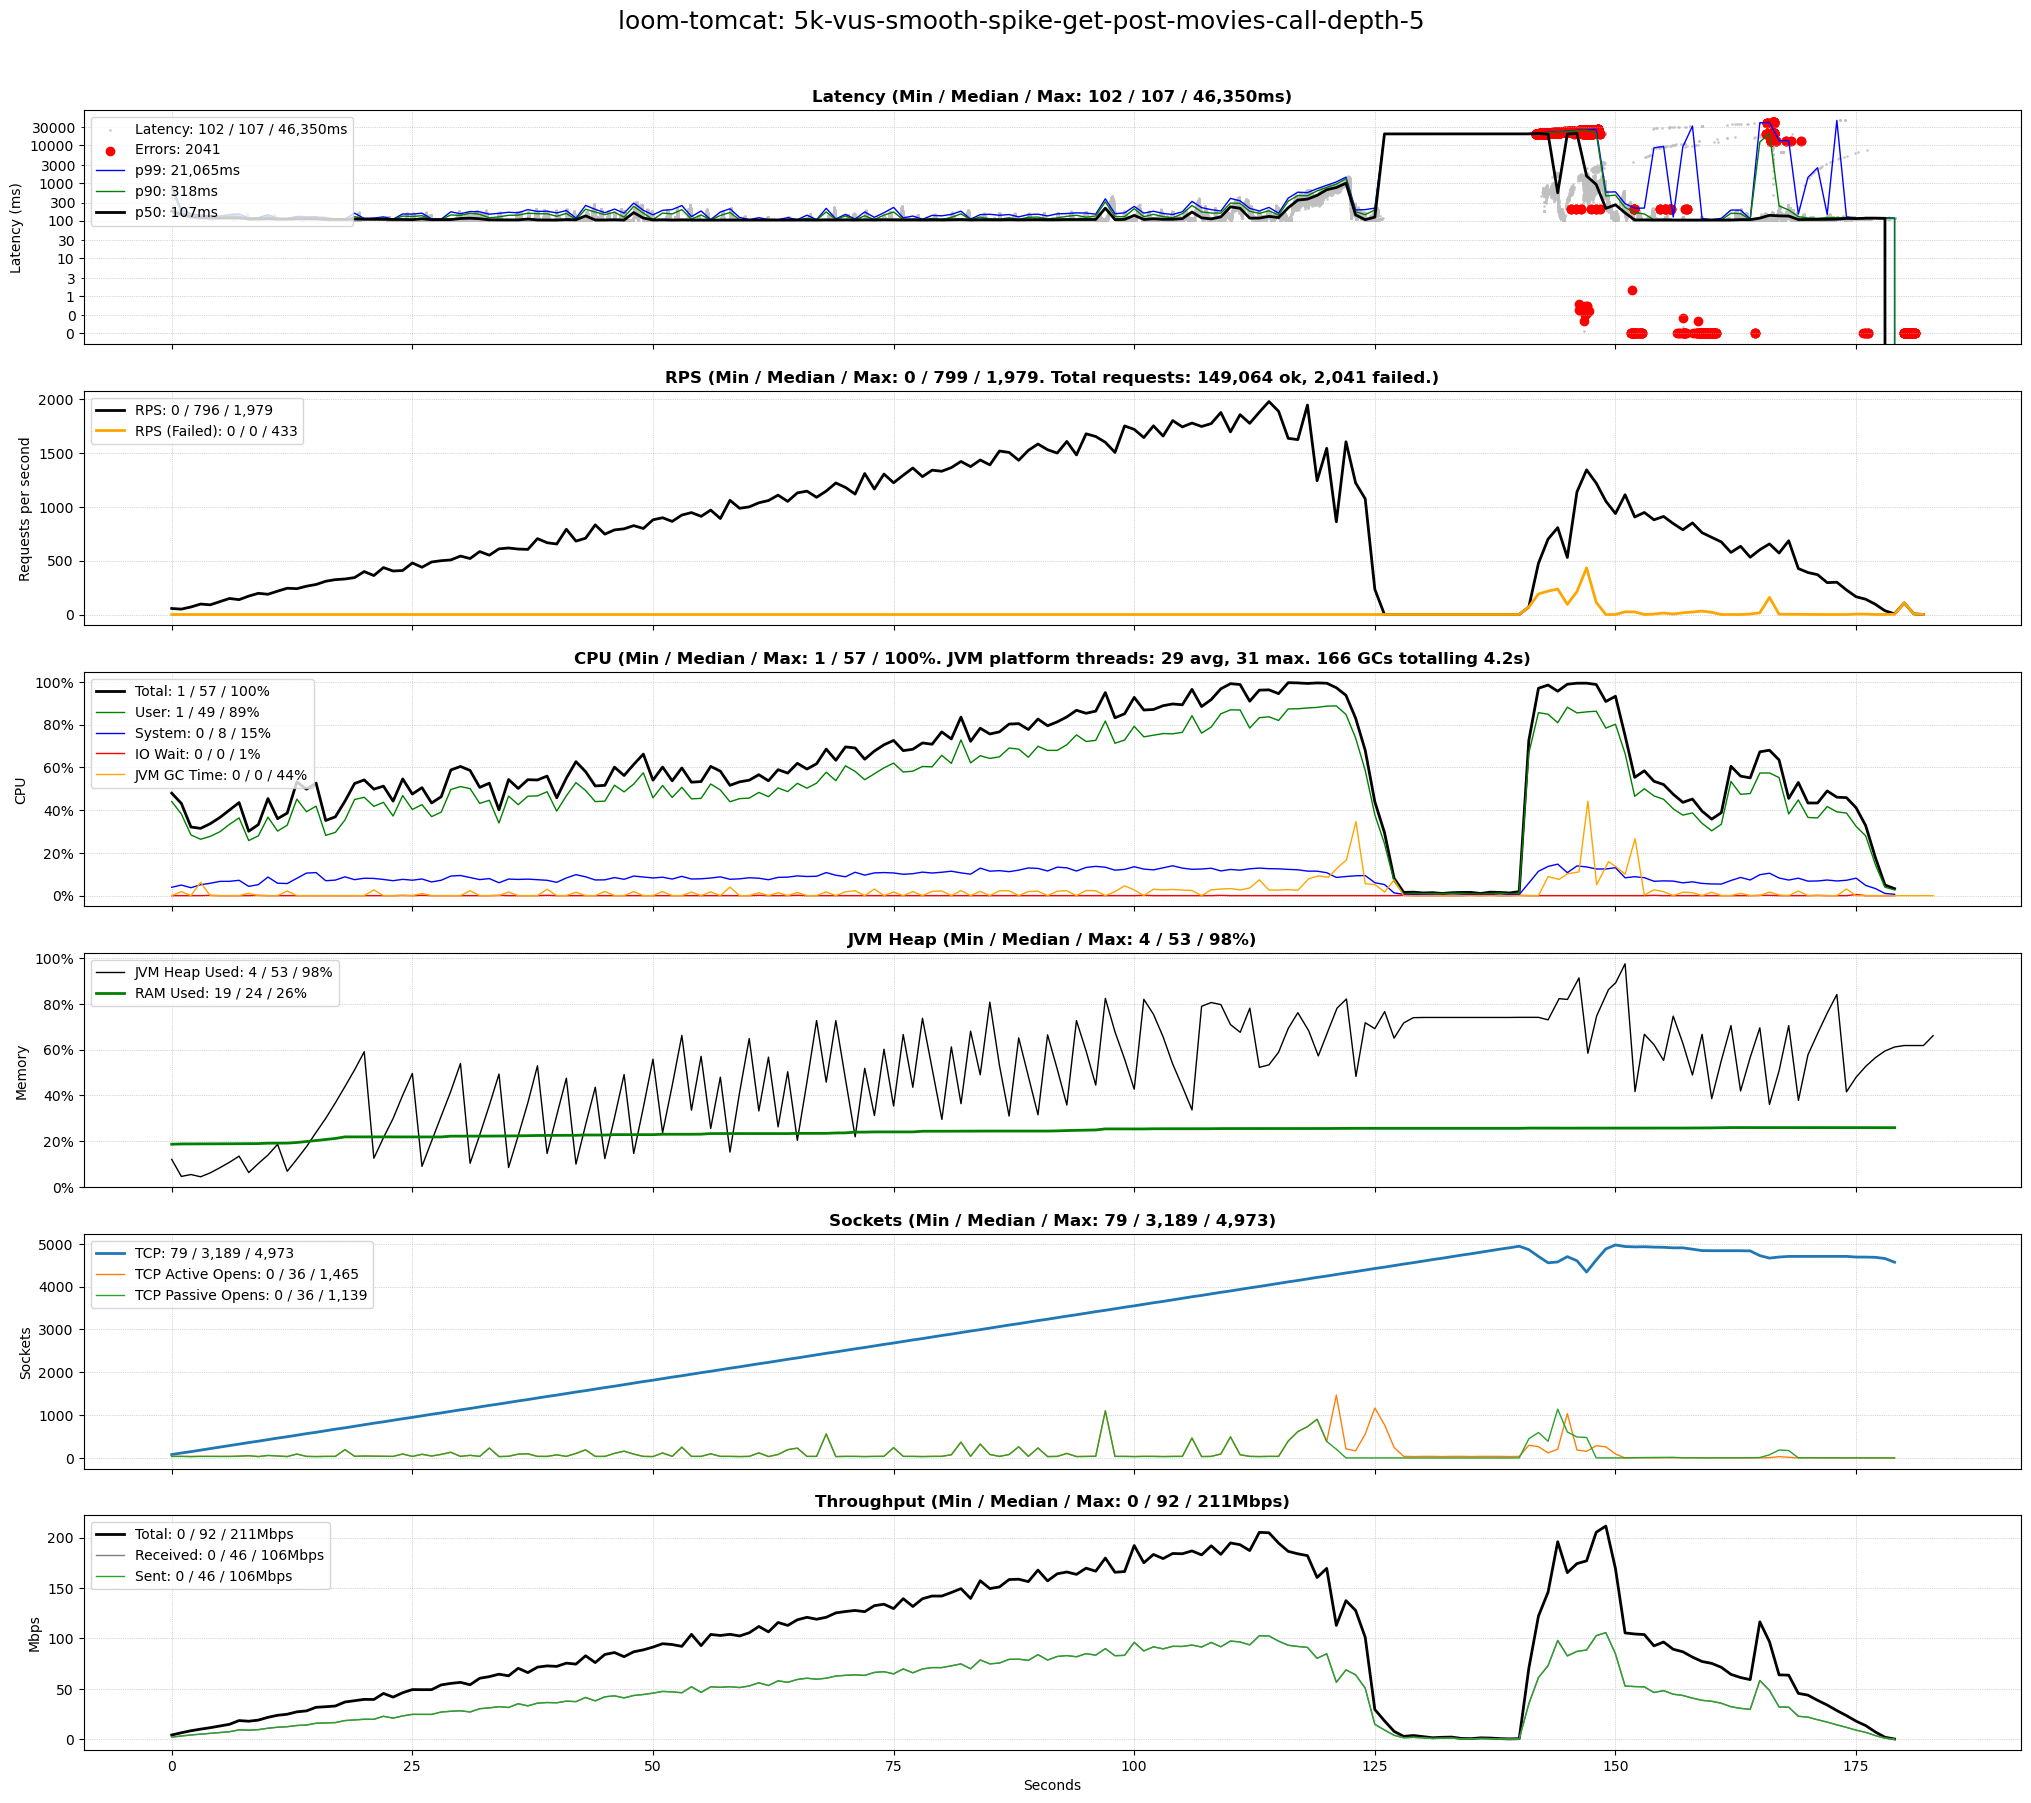 loom-tomcat: 5k-vus-smooth-spike-get-post-movies-call-depth-5
Latency (Min / Median / Max: 102 / 107 / 46,350ms)
Latency (ms)
30000
10000
3000
1000
300
100
30
10
3
1
0
0
Latency: 102 / 107 / 46,350ms
Errors: 2041
p99: 21,065ms
p90: 318ms
p50: 107ms
RPS (Min / Median / Max: 0 / 799 / 1,979. Total requests: 149,064 ok, 2,041 failed.)
Requests per second
2000
1500
1000
500
0
RPS: 0 / 796 / 1,979
RPS (Failed): 0 / 0 / 433
CPU (Min / Median / Max: 1 / 57 / 100%. JVM platform threads: 29 avg, 31 max. 166 GCs totalling 4.2s)
CPU
100%
80%
60%
40%
20%
0%
Total: 1 / 57 / 100%
User: 1 / 49 / 89%
System: 0 / 8 / 15%
IO Wait: 0 / 0 / 1%
JVM GC Time: 0 / 0 / 44%
JVM Heap (Min / Median / Max: 4 / 53 / 98%)
Memory
100%
80%
60%
40%
20%
0%
JVM Heap Used: 4 / 53 / 98%
RAM Used: 19 / 24 / 26%
Sockets (Min / Median / Max: 79 / 3,189 / 4,973)
Sockets
5000
4000
3000
2000
1000
0
TCP: 79 / 3,189 / 4,973
TCP Active Opens: 0 / 36 / 1,465
TCP Passive Opens: 0 / 36 / 1,139
Throughput (Min / Median / Max: 0 / 92 / 211Mbps)
Mbps
200
150
100
50
0
Total: 0 / 92 / 211Mbps
Received: 0 / 46 / 106Mbps
Sent: 0 / 46 / 106Mbps
0 25 50 75 100 125 150 175
Seconds